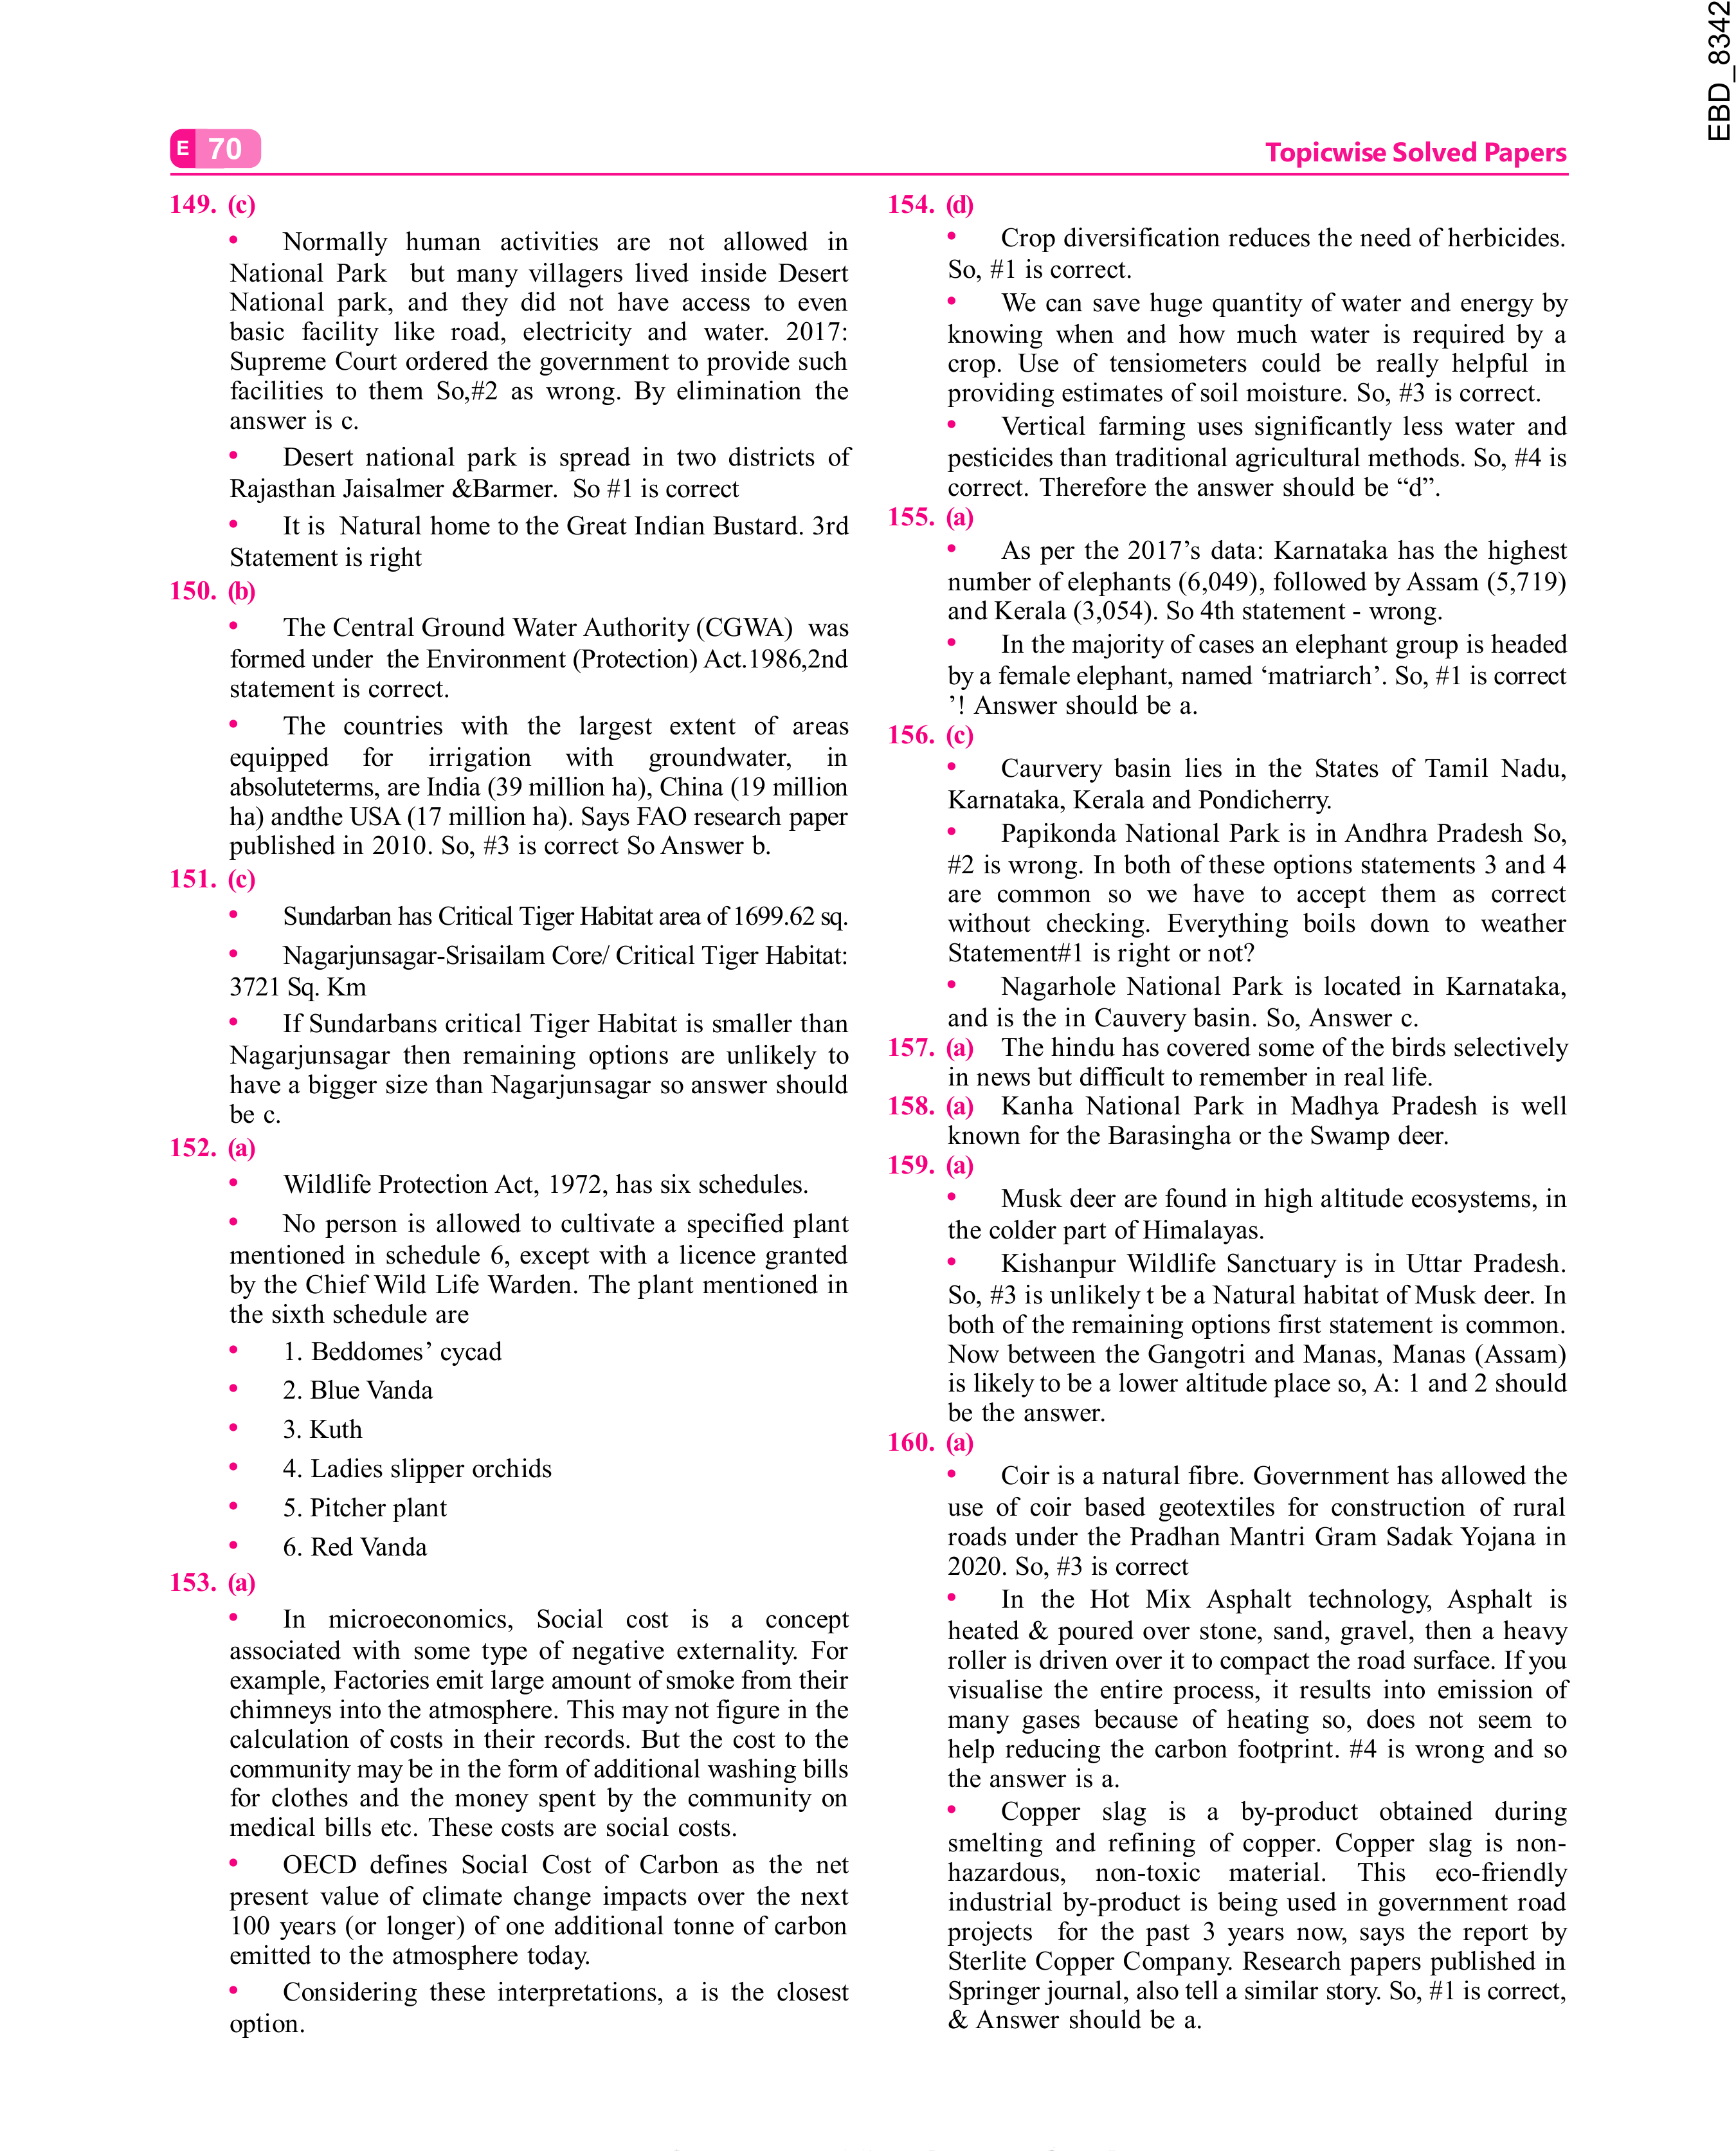 EBD_8342
E 70
Topicwise Solved Papers
149. (c)
• Normally human activities are not allowed in
National Park but many villagers lived inside Desert
National park, and they did not have access to even
basic facility like road, electricity and water. 2017:
Supreme Court ordered the government to provide such
facilities to them So,#2 as wrong. By elimination the
answer is c.
• Desert national park is spread in two districts of
Rajasthan Jaisalmer &Barmer. So #1 is correct
• It is Natural home to the Great Indian Bustard. 3rd
Statement is right
150. (b)
• The Central Ground Water Authority (CGWA) was
formed under the Environment (Protection) Act.1986,2nd
statement is correct.
• The countries with the largest extent of areas
equipped for irrigation with groundwater, in
absoluteterms, are India (39 million ha), China (19 million
ha) andthe USA (17 million ha). Says FAO research paper
published in 2010. So, #3 is correct So Answer b.
151. (c)
• Sundarban has Critical Tiger Habitat area of 1699.62 sq.
• Nagarjunsagar-Srisailam Core/ Critical Tiger Habitat:
3721 Sq. Km
• If Sundarbans critical Tiger Habitat is smaller than
Nagarjunsagar then remaining options are unlikely to
have a bigger size than Nagarjunsagar so answer should
be c.
152. (a)
• Wildlife Protection Act, 1972, has six schedules.
• No person is allowed to cultivate a specified plant
mentioned in schedule 6, except with a licence granted
by the Chief Wild Life Warden. The plant mentioned in
the sixth schedule are
• 1. Beddomes’ cycad
• 2. Blue Vanda
• 3. Kuth
• 4. Ladies slipper orchids
• 5. Pitcher plant
• 6. Red Vanda
153. (a)
• In microeconomics, Social cost is a concept
associated with some type of negative externality. For
example, Factories emit large amount of smoke from their
chimneys into the atmosphere. This may not figure in the
calculation of costs in their records. But the cost to the
community may be in the form of additional washing bills
for clothes and the money spent by the community on
medical bills etc. These costs are social costs.
• OECD defines Social Cost of Carbon as the net
present value of climate change impacts over the next
100 years (or longer) of one additional tonne of carbon
emitted to the atmosphere today.
• Considering these interpretations, a is the closest
option.
154. (d)
• Crop diversification reduces the need of herbicides.
So, #1 is correct.
• We can save huge quantity of water and energy by
knowing when and how much water is required by a
crop. Use of tensiometers could be really helpful in
providing estimates of soil moisture. So, #3 is correct.
• Vertical farming uses significantly less water and
pesticides than traditional agricultural methods. So, #4 is
correct. Therefore the answer should be “d”.
155. (a)
• As per the 2017’s data: Karnataka has the highest
number of elephants (6,049), followed by Assam (5,719)
and Kerala (3,054). So 4th statement - wrong.
• In the majority of cases an elephant group is headed
by a female elephant, named ‘matriarch’. So, #1 is correct
’! Answer should be a.
156. (c)
• Caurvery basin lies in the States of Tamil Nadu,
Karnataka, Kerala and Pondicherry.
• Papikonda National Park is in Andhra Pradesh So,
#2 is wrong. In both of these options statements 3 and 4
are common so we have to accept them as correct
without checking. Everything boils down to weather
Statement#1 is right or not?
• Nagarhole National Park is located in Karnataka,
and is the in Cauvery basin. So, Answer c.
157. (a) The hindu has covered some of the birds selectively
in news but difficult to remember in real life.
158. (a) Kanha National Park in Madhya Pradesh is well
known for the Barasingha or the Swamp deer.
159. (a)
• Musk deer are found in high altitude ecosystems, in
the colder part of Himalayas.
• Kishanpur Wildlife Sanctuary is in Uttar Pradesh.
So, #3 is unlikely t be a Natural habitat of Musk deer. In
both of the remaining options first statement is common.
Now between the Gangotri and Manas, Manas (Assam)
is likely to be a lower altitude place so, A: 1 and 2 should
be the answer.
160. (a)
• Coir is a natural fibre. Government has allowed the
use of coir based geotextiles for construction of rural
roads under the Pradhan Mantri Gram Sadak Yojana in
2020. So, #3 is correct
• In the Hot Mix Asphalt technology, Asphalt is
heated & poured over stone, sand, gravel, then a heavy
roller is driven over it to compact the road surface. If you
visualise the entire process, it results into emission of
many gases because of heating so, does not seem to
help reducing the carbon footprint. #4 is wrong and so
the answer is a.
• Copper slag is a by-product obtained during
smelting and refining of copper. Copper slag is non-
hazardous, non-toxic material. This eco-friendly
industrial by-product is being used in government road
projects for the past 3 years now, says the report by
Sterlite Copper Company. Research papers published in
Springer journal, also tell a similar story. So, #1 is correct,
& Answer should be a.